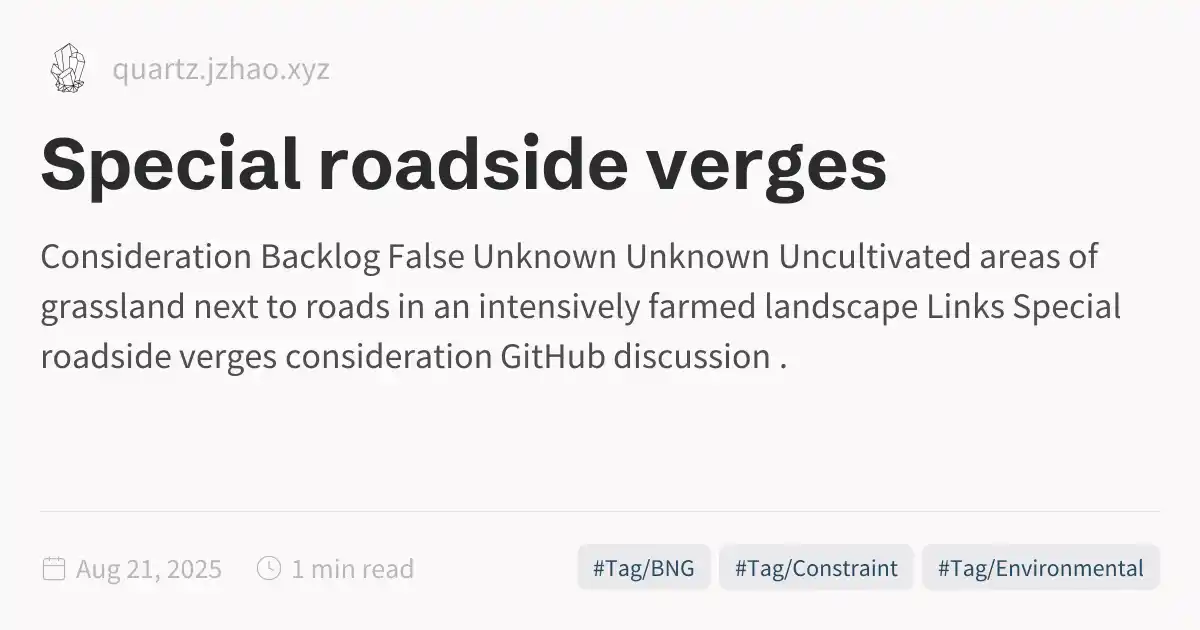 quartz.jzhao.xyz
Special roadside verges
Consideration Backlog False Unknown Unknown Uncultivated areas of
grassland next to roads in an intensively farmed landscape Links Special
roadside verges consideration GitHub discussion .
Aug 21, 2025 1 min read #Tag/BNG #Tag/Constraint #Tag/Environmental